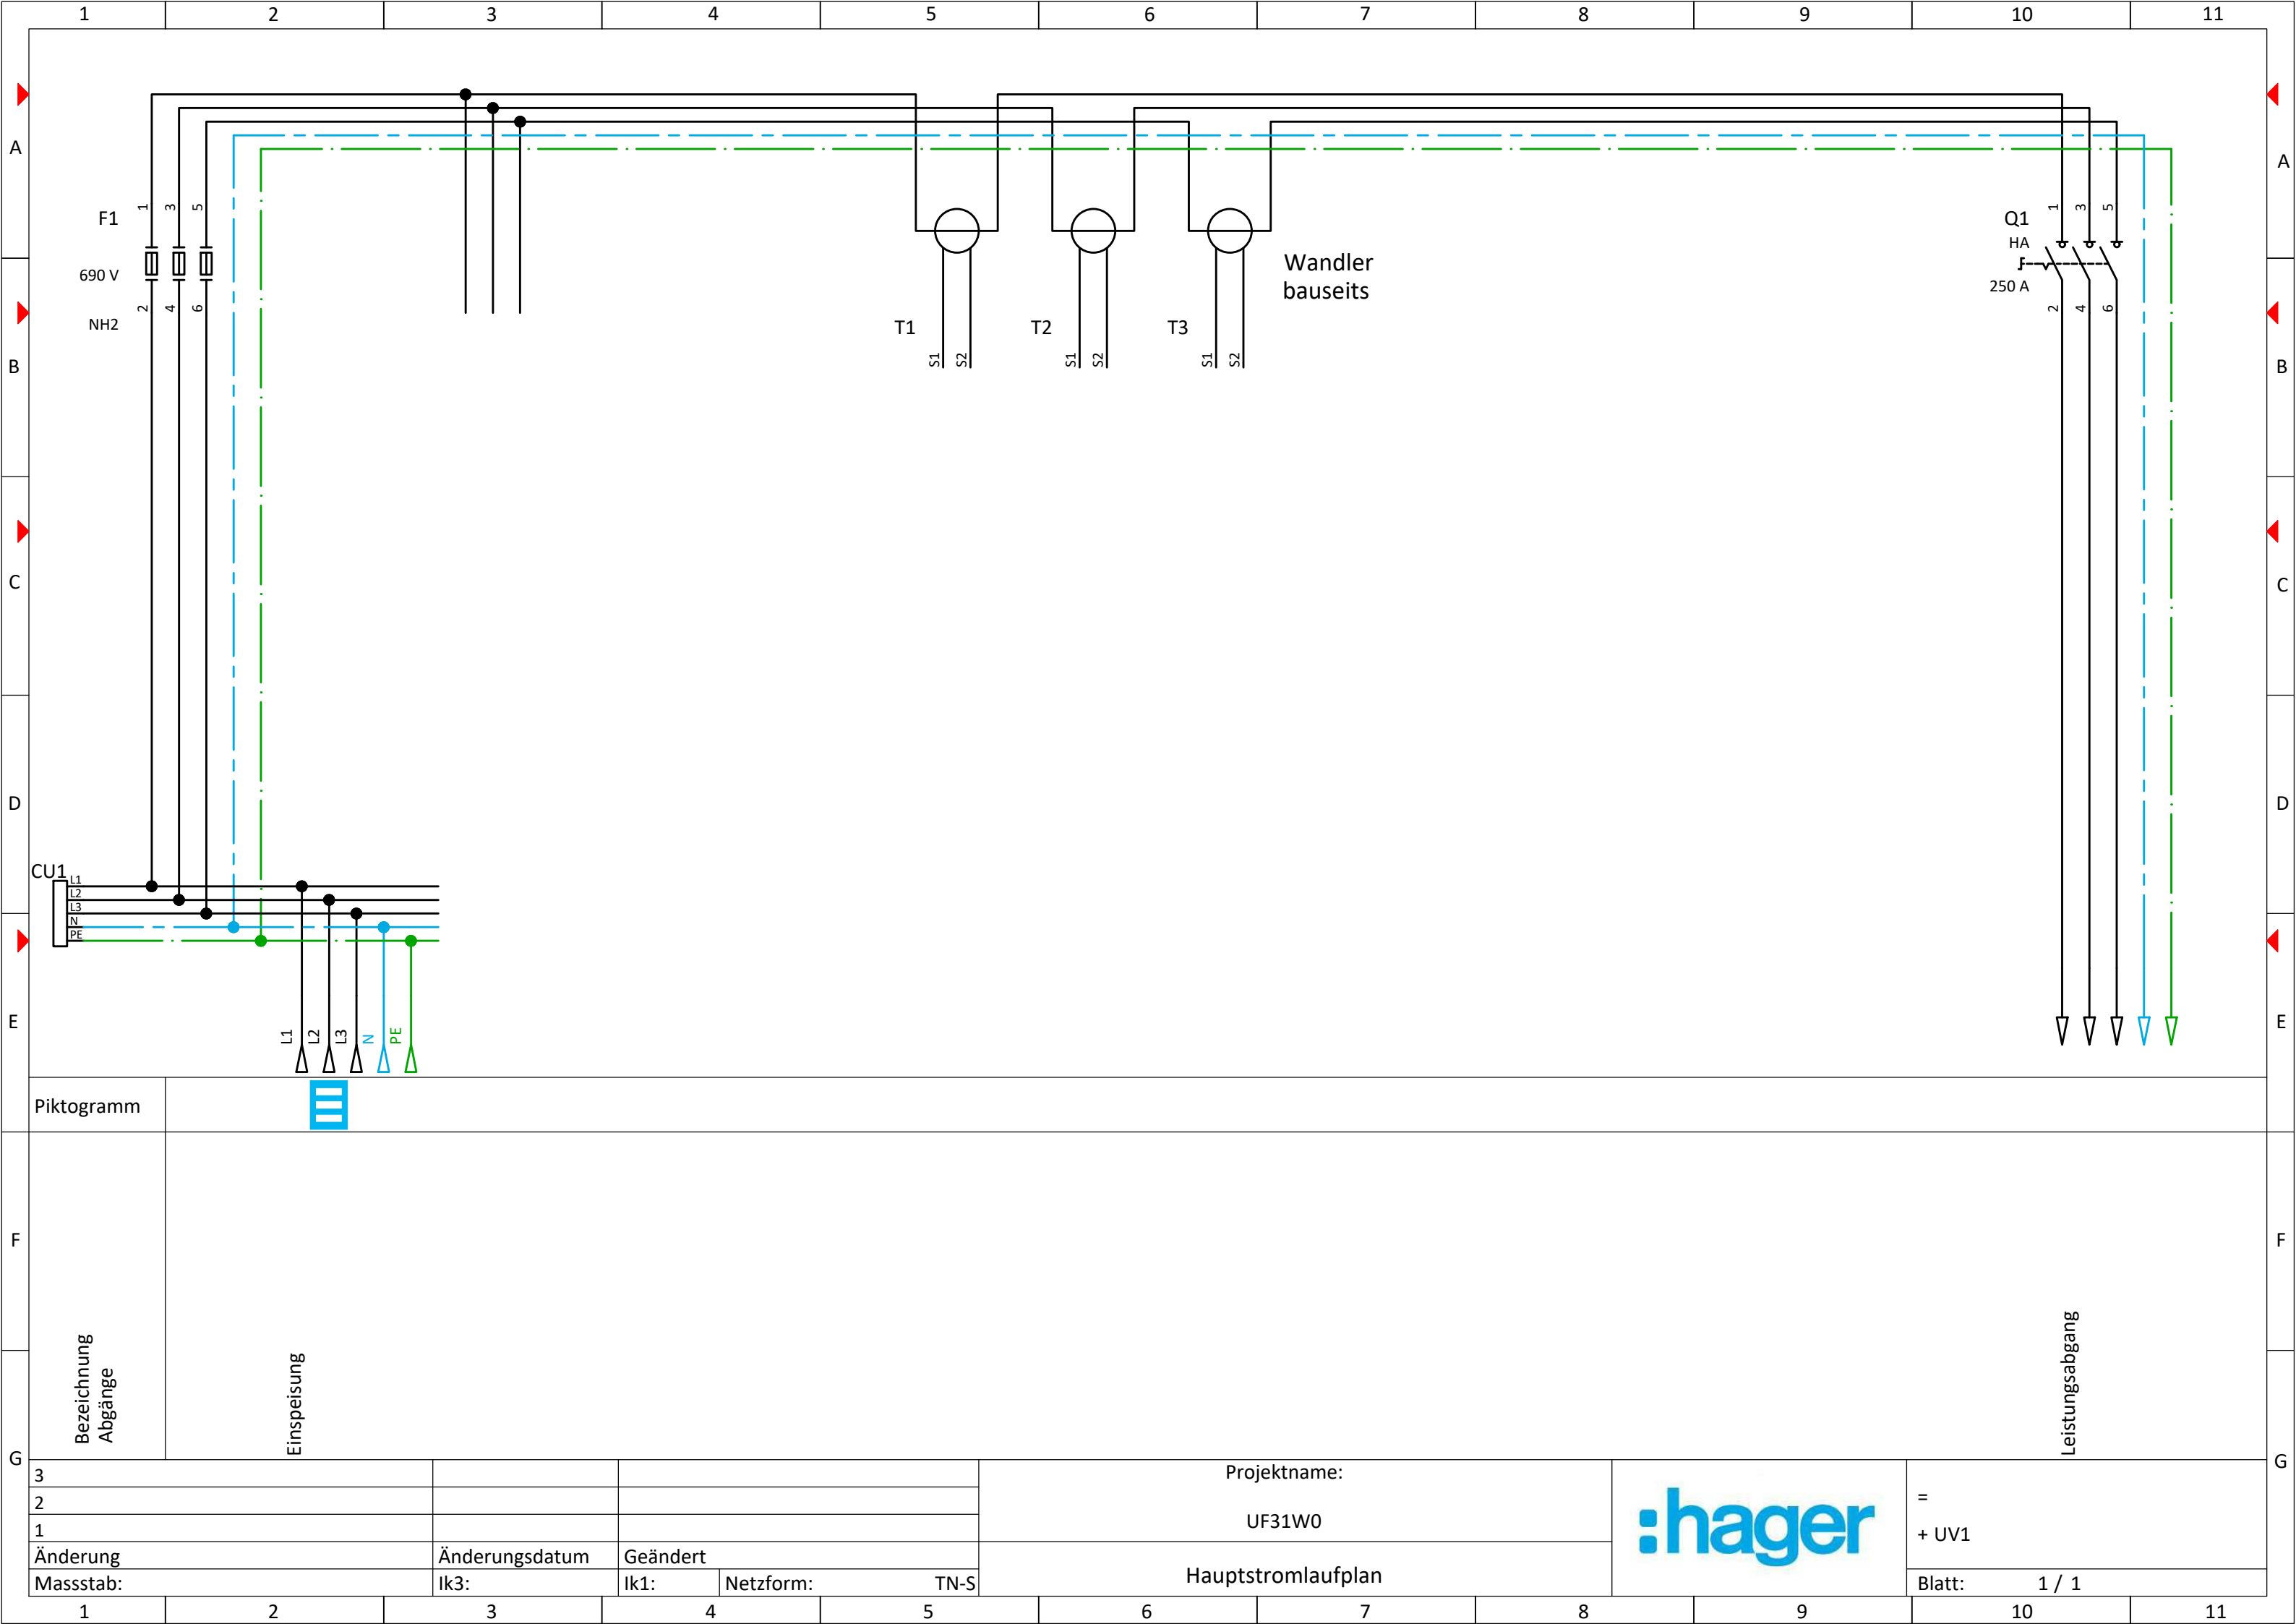 1 2 3 4 5 6 7 8 9 10 11
A A
F1 1 3 5
690 V
NH2 2 4 6
Q1 1 3 5
HA
250 A
2 4 6
Wandler
bauseits
T1 T2 T3
S1 S2 S1 S2 S1 S2
B B
C C
D D
CU1
L1
L2
L3
N
PE
L1 L2 L3 N PE
E E
Piktogramm
F F
Bezeichnung
Abgänge
Einspeisung
Leistungsabgang
G G
3
2
1
Änderung Änderungsdatum Geändert
Massstab: Ik3: Ik1: Netzform: TN-S
Projektname:
UF31W0
Hauptstromlaufplan
:hager
=
+ UV1
Blatt: 1 / 1
1 2 3 4 5 6 7 8 9 10 11